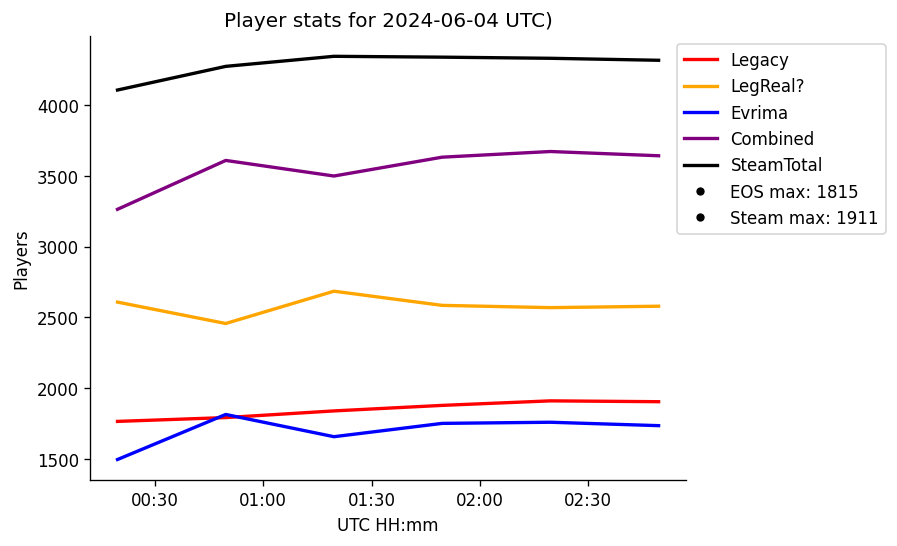 Player stats for 2024-06-04 UTC)
Legacy
LegReal?
Evrima
Combined
SteamTotal
EOS max: 1815
Steam max: 1911
Players
4000
3500
3000
2500
2000
1500
00:30 01:00 01:30 02:00 02:30
UTC HH:mm